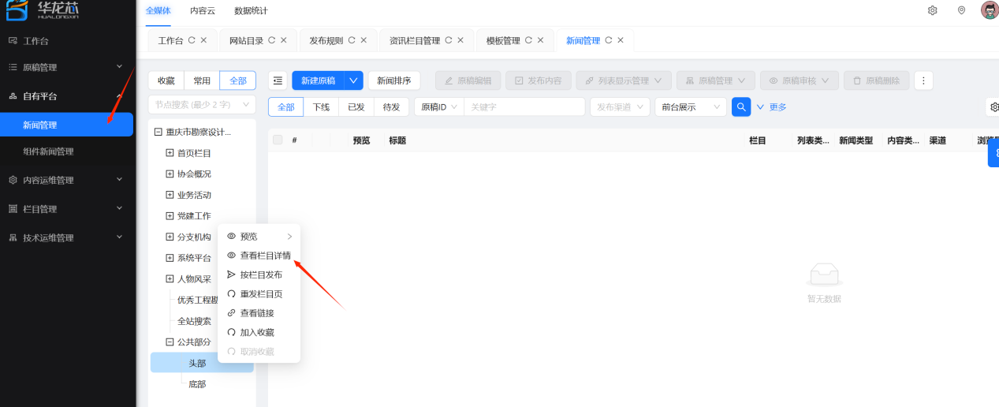 华龙芯
HUALONGXIN
全媒体 内容云 数据统计
工作台 网站目录 发布规则 资讯栏目管理 模板管理 新闻管理
工作台
原稿管理
自有平台
新闻管理
组件新闻管理
内容运维管理
栏目管理
技术运维管理
收藏 常用 全部
新建原稿 新闻排序 原稿编辑 发布内容 列表显示管理 原稿管理 原稿审核 原稿删除
节点搜索 (最少 2 字)
全部 下线 已发 待发 原稿ID 关键字 发布渠道 前台展示 更多
# 预览 标题 栏目 列表类... 新闻类型 内容类... 渠道
重庆市勘察设计...
首页栏目
协会概况
业务活动
党建工作
分支机构
系统平台
人物风采
优秀工程勘
全站搜索
公共部分
头部
底部
预览
查看栏目详情
按栏目发布
重发栏目页
查看链接
加入收藏
取消收藏
暂无数据